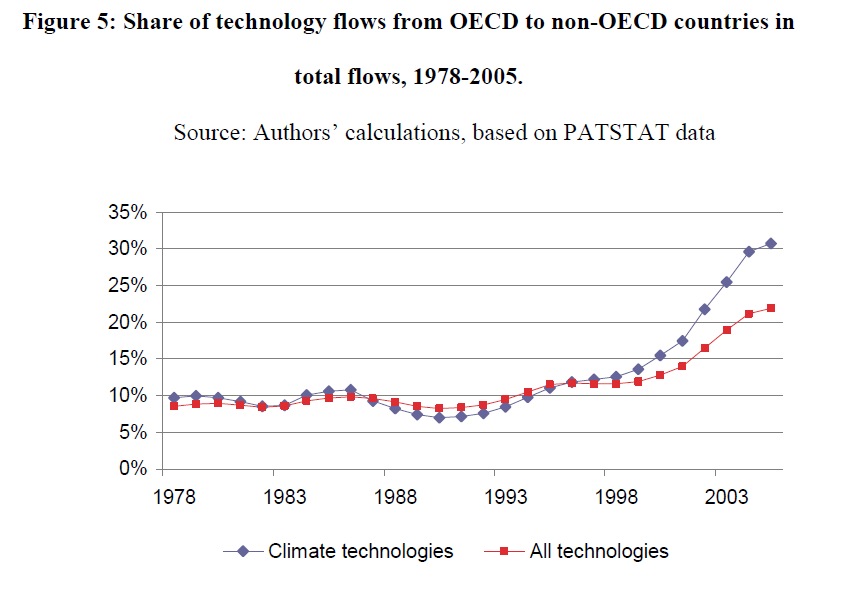 Figure 5: Share of technology flows from OECD to non-OECD countries in
total flows, 1978-2005.
Source: Authors’ calculations, based on PATSTAT data
35%
30%
25%
20%
15%
10%
5%
0%
1978 1983 1988 1993 1998 2003
Climate technologies All technologies